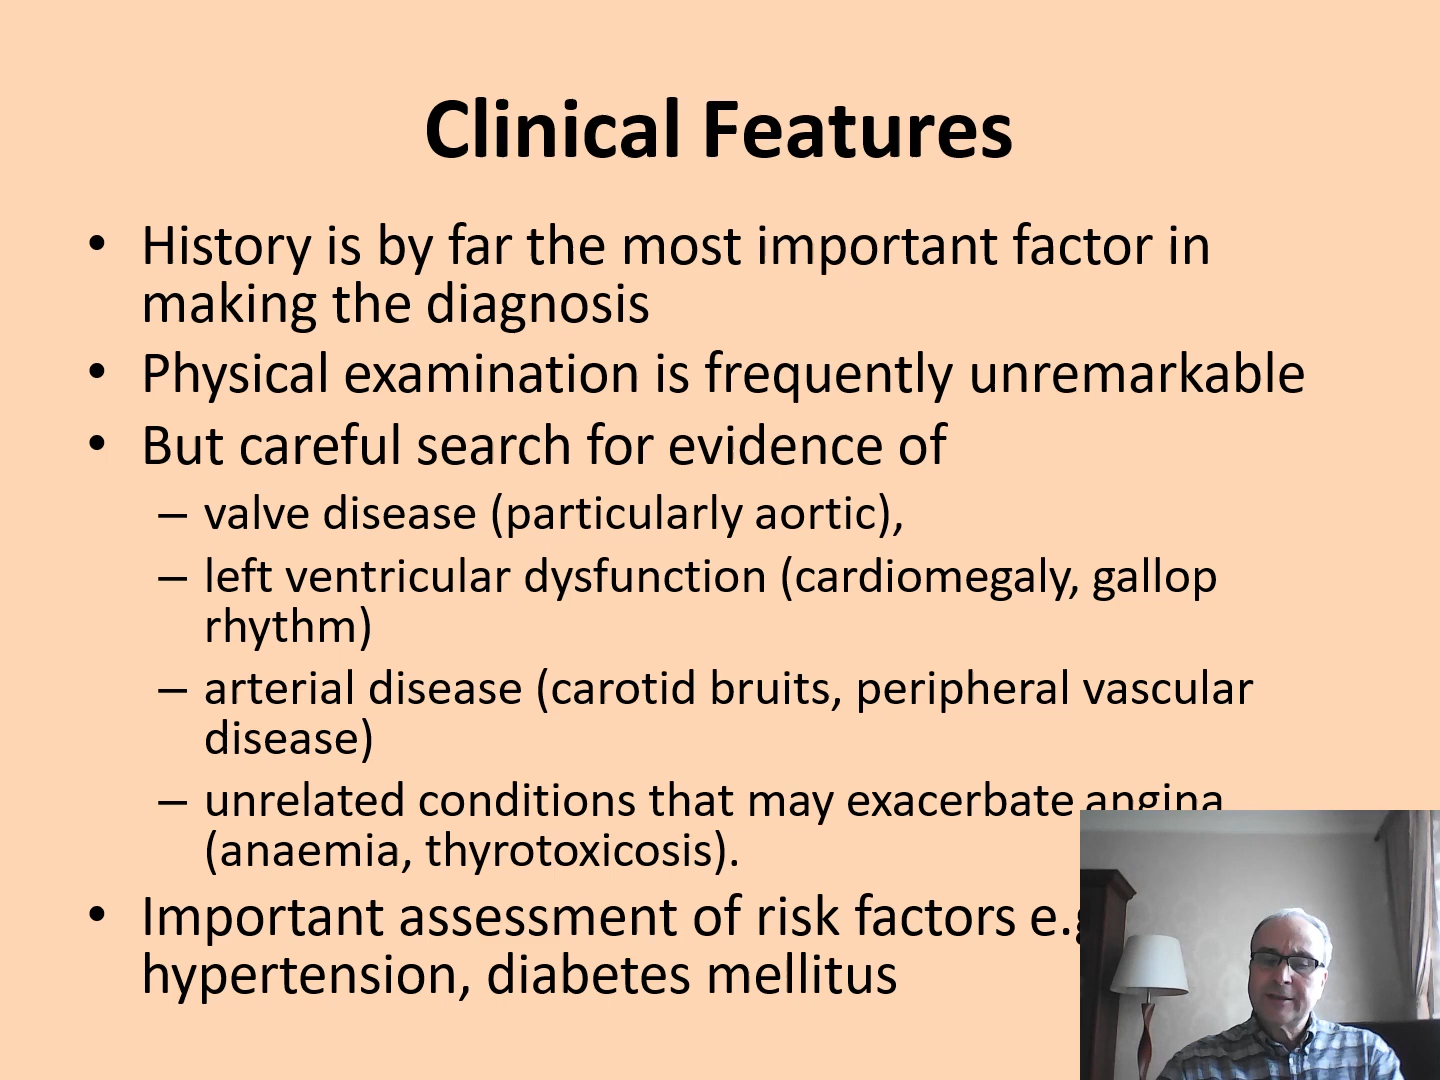 Clinical Features
• History is by far the most important factor in
making the diagnosis
• Physical examination is frequently unremarkable
• But careful search for evidence of
– valve disease (particularly aortic),
– left ventricular dysfunction (cardiomegaly, gallop
rhythm)
– arterial disease (carotid bruits, peripheral vascular
disease)
– unrelated conditions that may exacerbate angina
(anaemia, thyrotoxicosis).
• Important assessment of risk factors e.g
hypertension, diabetes mellitus